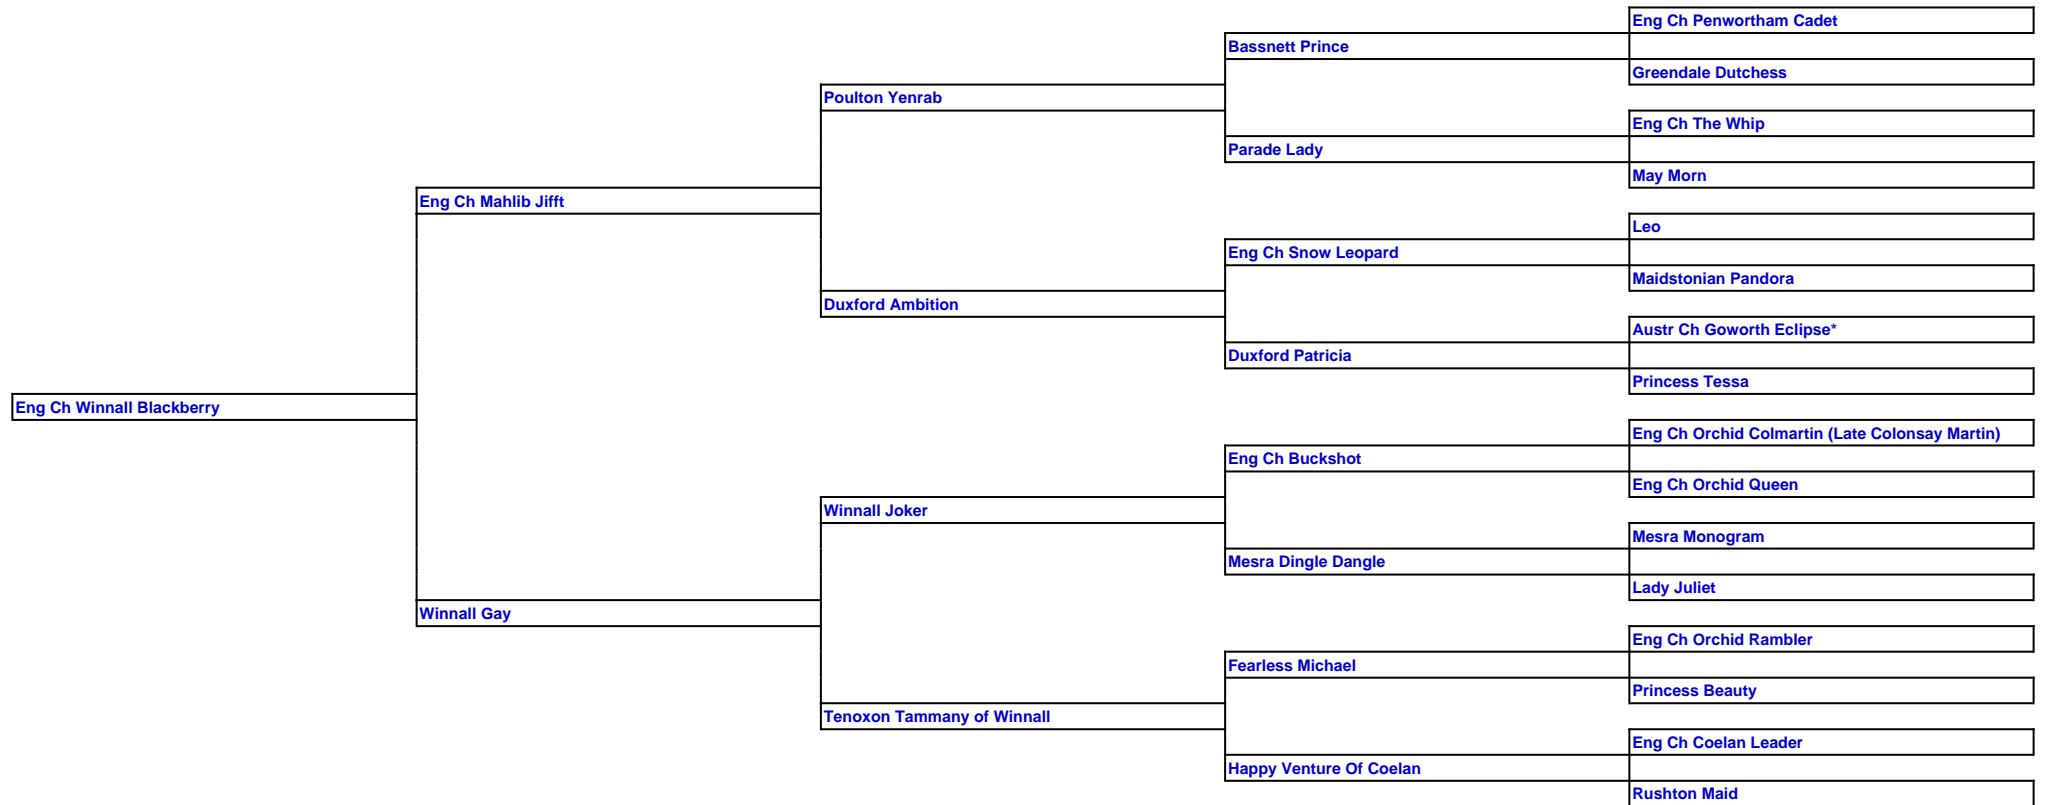 Eng Ch Penwortham Cadet
Bassnett Prince
Greendale Dutchess
Poulton Yenrab
Eng Ch The Whip
Parade Lady
May Morn
Eng Ch Mahlib Jifft
Leo
Eng Ch Snow Leopard
Maidstonian Pandora
Duxford Ambition
Austr Ch Goworth Eclipse*
Duxford Patricia
Princess Tessa
Eng Ch Winnall Blackberry
Eng Ch Orchid Colmartin (Late Colonsay Martin)
Eng Ch Buckshot
Eng Ch Orchid Queen
Winnall Joker
Mesra Monogram
Mesra Dingle Dangle
Lady Juliet
Winnall Gay
Eng Ch Orchid Rambler
Fearless Michael
Princess Beauty
Tenoxon Tammany of Winnall
Eng Ch Coelan Leader
Happy Venture Of Coelan
Rushton Maid